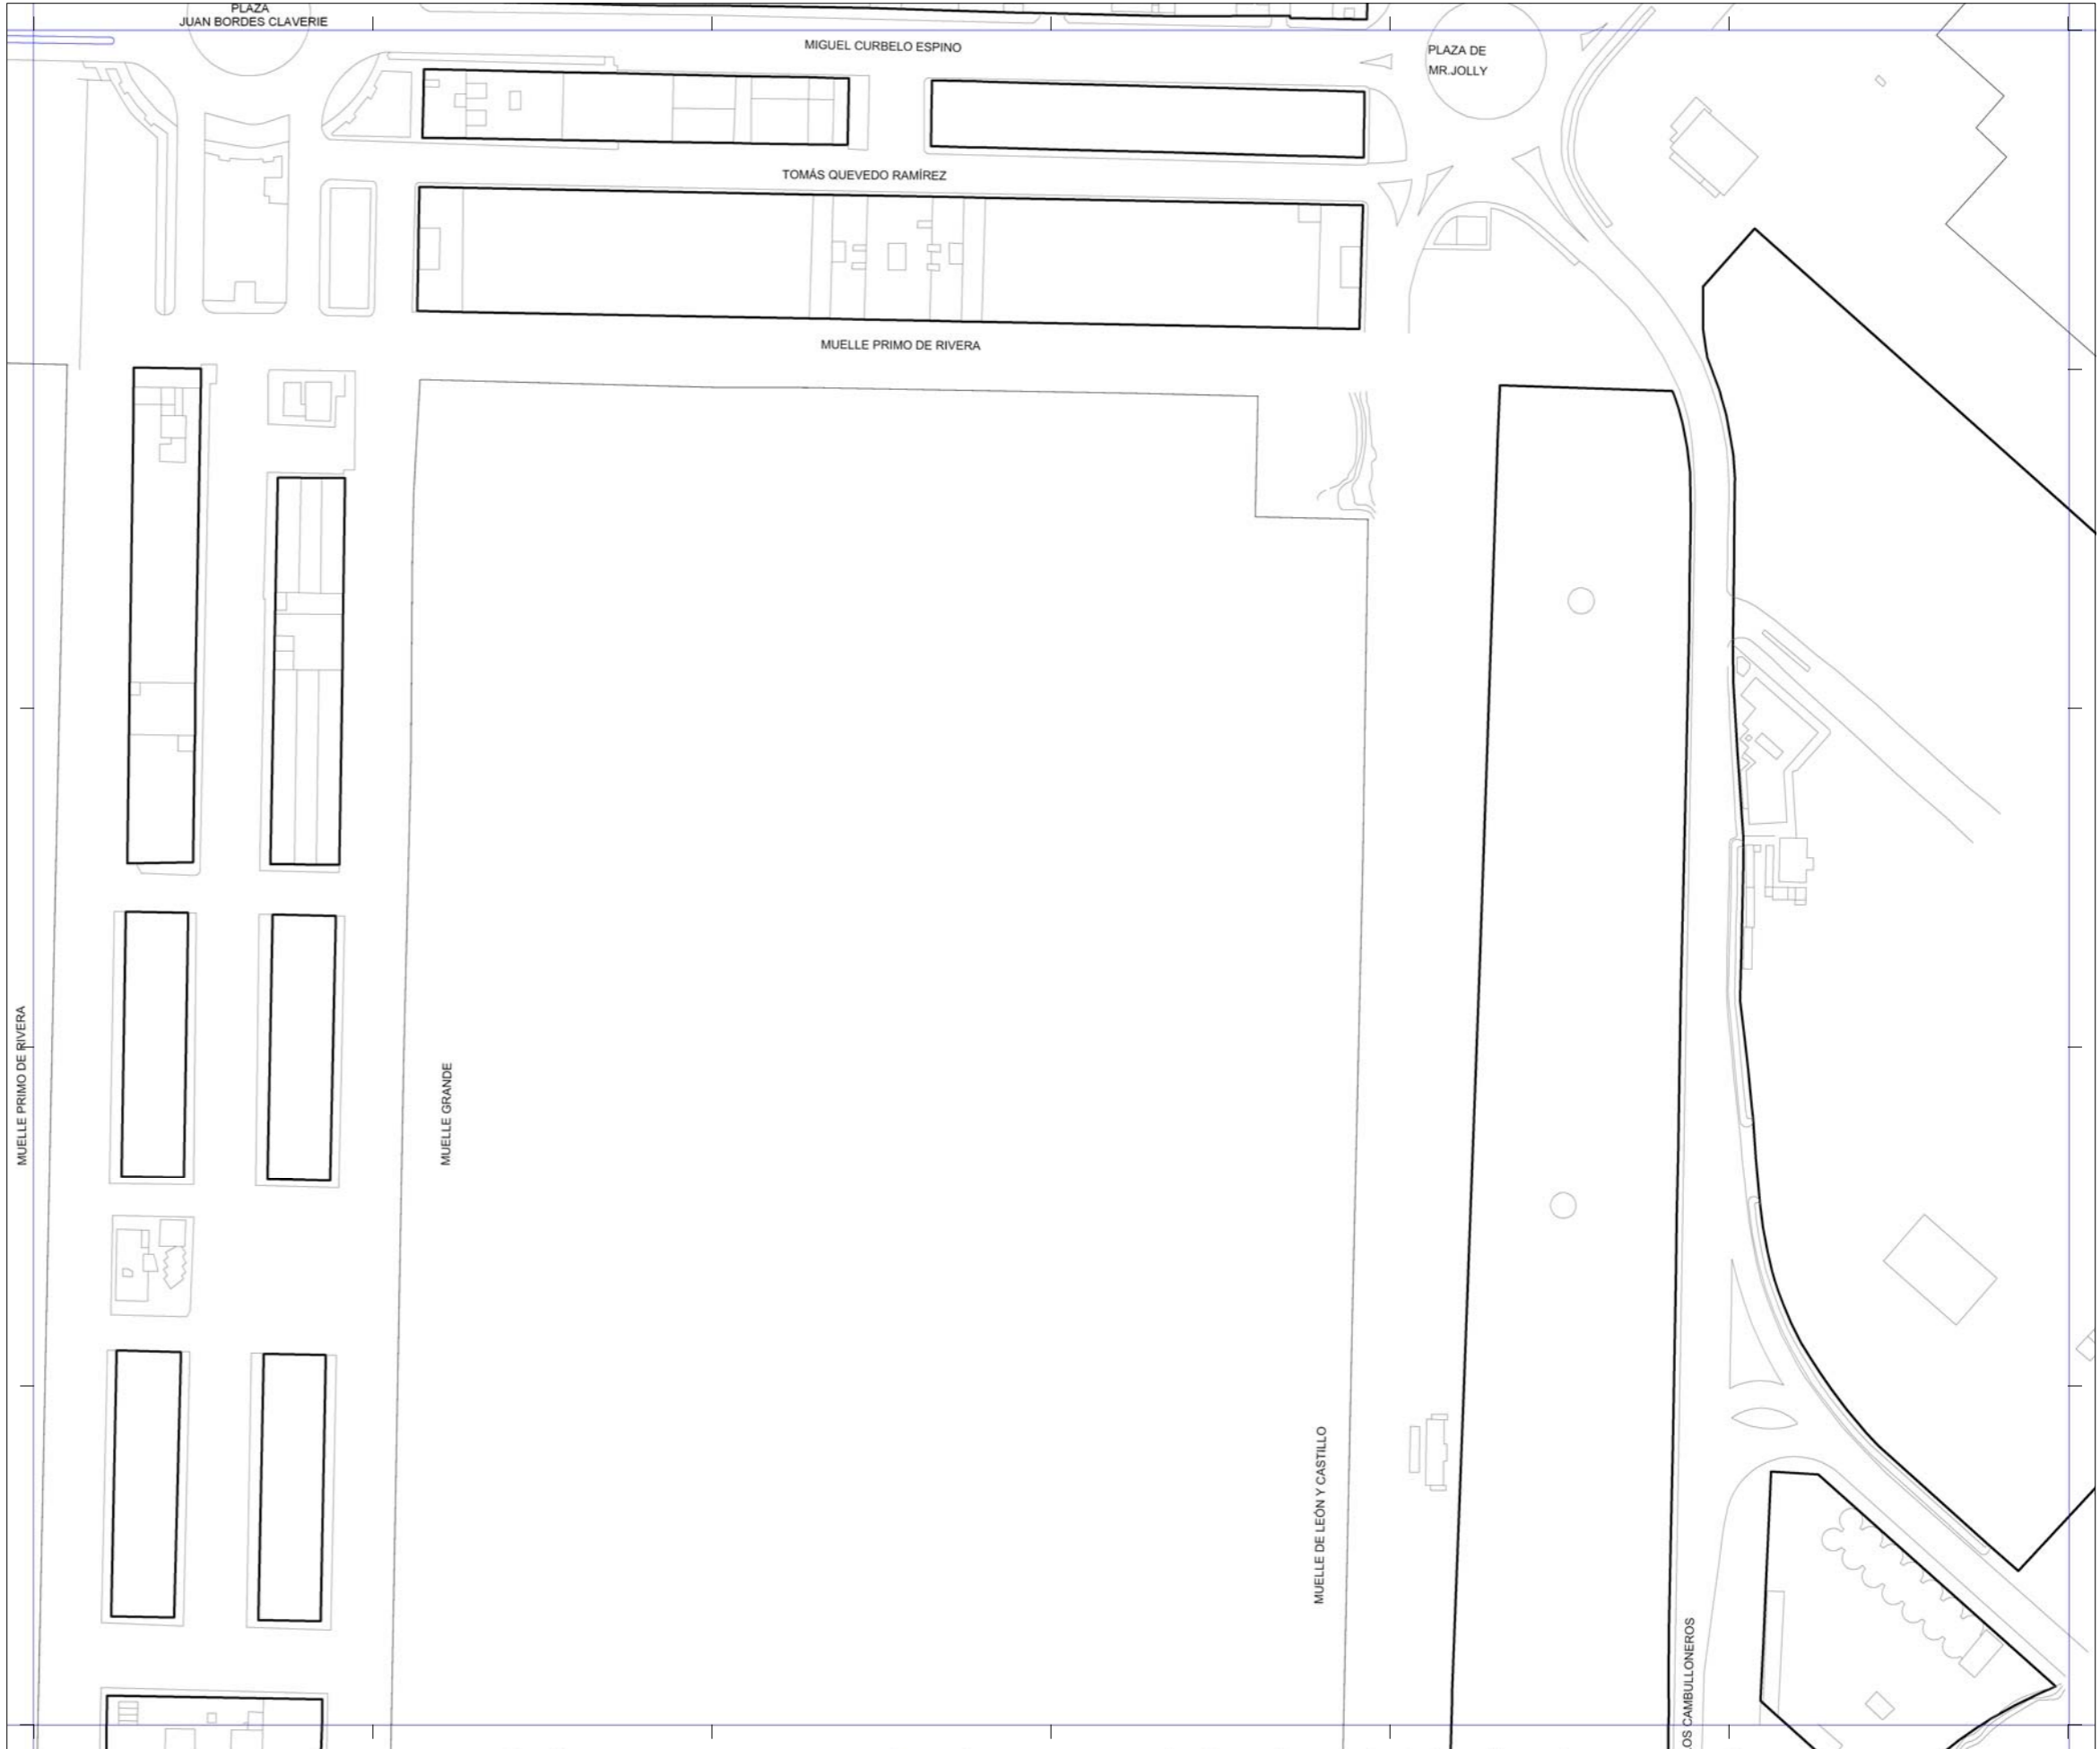 PLAZA
JUAN BORDES CLAVERIE
MIGUEL CURBELO ESPINO
PLAZA DE
MR.JOLLY
TOMÁS QUEVEDO RAMÍREZ
MUELLE PRIMO DE RIVERA
MUELLE PRIMO DE RIVERA
MUELLE GRANDE
MUELLE DE LEÓN Y CASTILLO
OS CAMBULLONEROS